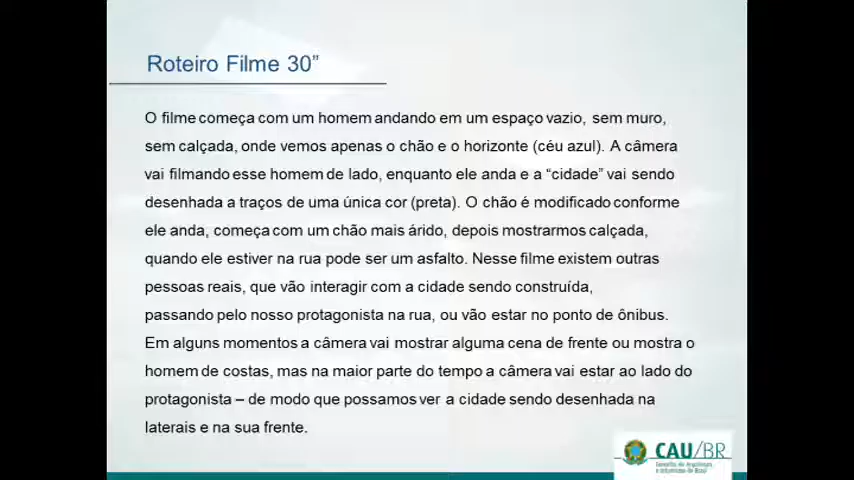 Roteiro Filme 30”
O filme começa com um homem andando em um espaço vazio, sem muro,
sem calçada, onde vemos apenas o chão e o horizonte (céu azul). A câmera
vai filmando esse homem de lado, enquanto ele anda e a “cidade” vai sendo
desenhada a traços de uma única cor (preta). O chão é modificado conforme
ele anda, começa com um chão mais árido, depois mostrarmos calçada,
quando ele estiver na rua pode ser um asfalto. Nesse filme existem outras
pessoas reais, que vão interagir com a cidade sendo construída,
passando pelo nosso protagonista na rua, ou vão estar no ponto de ônibus.
Em alguns momentos a câmera vai mostrar alguma cena de frente ou mostra o
homem de costas, mas na maior parte do tempo a câmera vai estar ao lado do
protagonista – de modo que possamos ver a cidade sendo desenhada na
laterais e na sua frente.
CAU/BR
Conselho de Arquitetura
e Urbanismo do Brasil